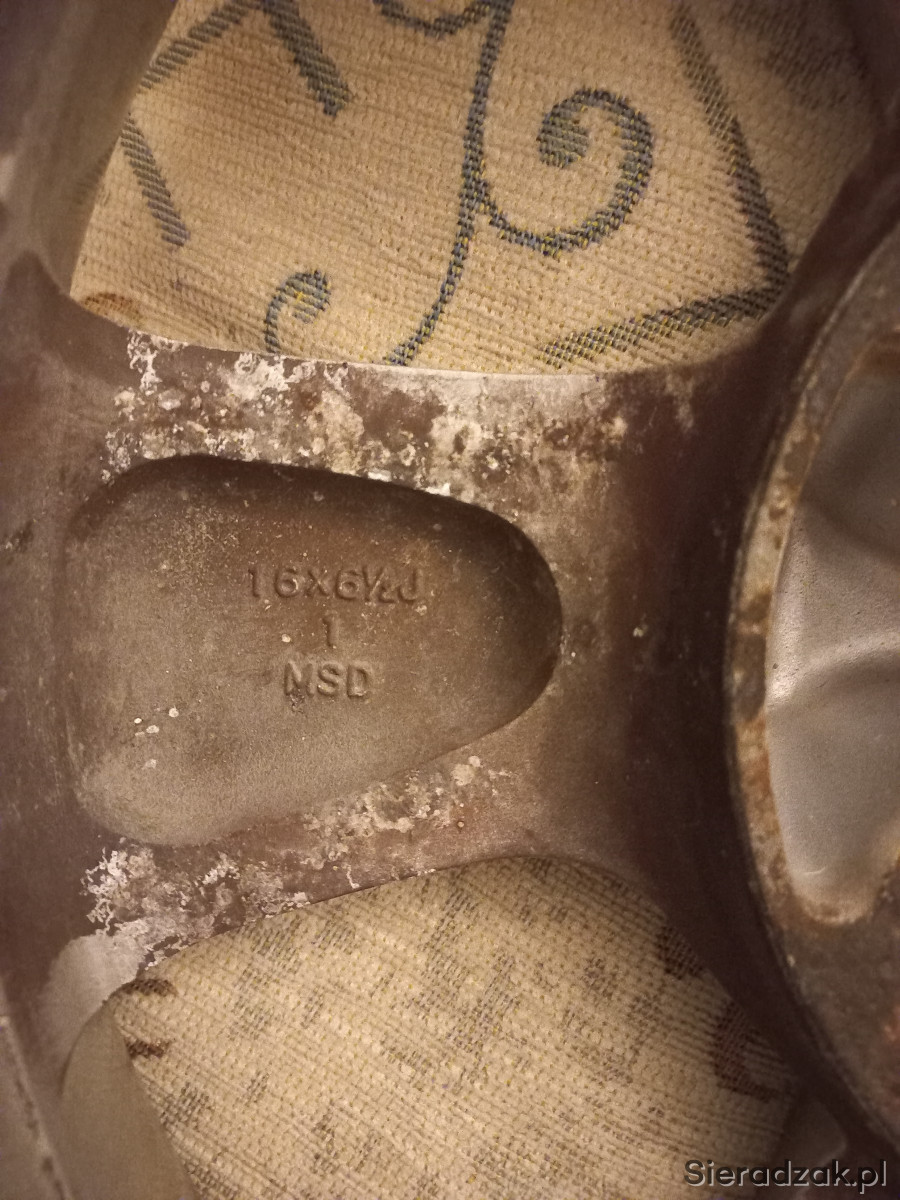 16X6½J
1
MSD
Sieradzak.pl